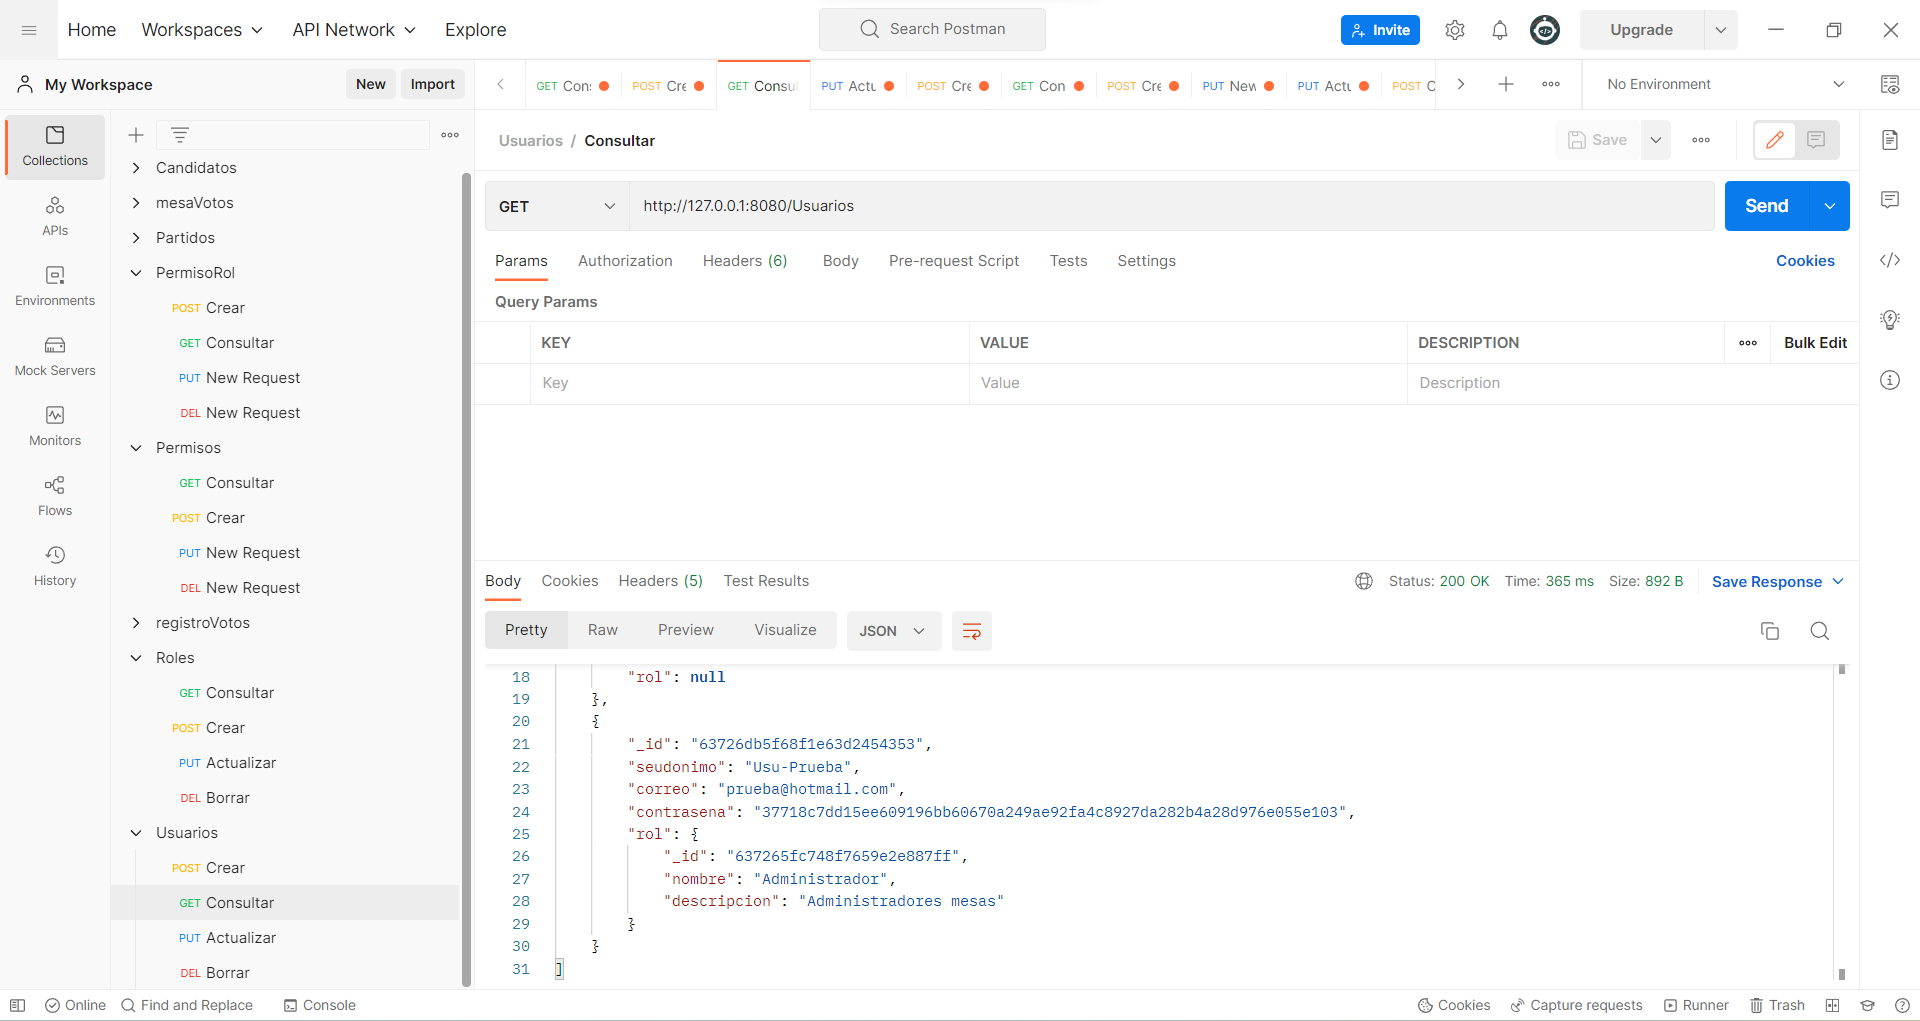 Home Workspaces API Network Explore Search Postman Invite Upgrade
My Workspace New Import
GET Con POST Cre GET Consul PUT Actu POST Cre GET Con POST Cre PUT New PUT Actu POST C No Environment
Collections
APIs
Environments
Mock Servers
Monitors
Flows
History
Candidatos
mesaVotos
Partidos
PermisoRol
POST Crear
GET Consultar
PUT New Request
DEL New Request
Permisos
GET Consultar
POST Crear
PUT New Request
DEL New Request
registroVotos
Roles
GET Consultar
POST Crear
PUT Actualizar
DEL Borrar
Usuarios
POST Crear
GET Consultar
PUT Actualizar
DEL Borrar
Usuarios / Consultar Save
GET http://127.0.0.1:8080/Usuarios Send
Params Authorization Headers (6) Body Pre-request Script Tests Settings Cookies
Query Params
KEY VALUE DESCRIPTION Bulk Edit
Key Value Description
Body Cookies Headers (5) Test Results Status: 200 OK Time: 365 ms Size: 892 B Save Response
Pretty Raw Preview Visualize JSON
18 "rol": null
19 },
20 {
21 "_id": "63726db5f68f1e63d2454353",
22 "seudonimo": "Usu-Prueba",
23 "correo": "prueba@hotmail.com",
24 "contrasena": "37718c7dd15ee609196bb60670a249ae92fa4c8927da282b4a28d976e055e103",
25 "rol": {
26 "_id": "637265fc748f7659e2e887ff",
27 "nombre": "Administrador",
28 "descripcion": "Administradores mesas"
29 }
30 }
31 ]
Online Find and Replace Console Cookies Capture requests Runner Trash